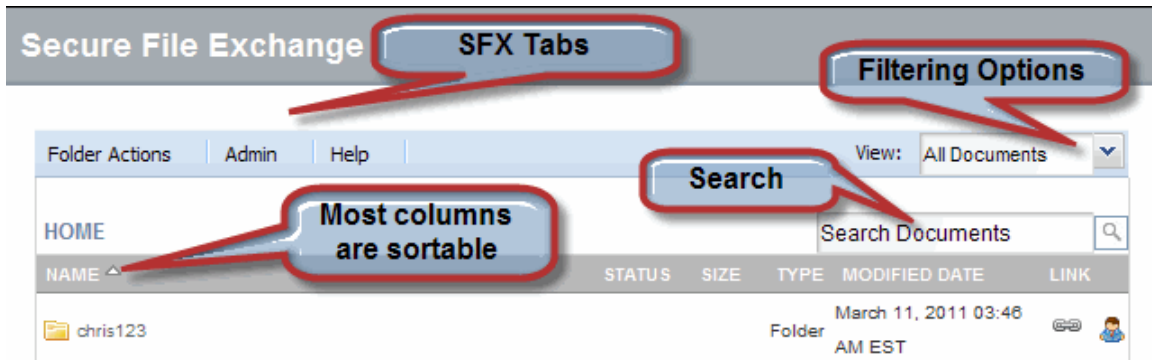 Secure File Exchange
SFX Tabs
Filtering Options
Folder Actions Admin Help View: All Documents
Search
Most columns
are sortable
HOME
Search Documents
NAME STATUS SIZE TYPE MODIFIED DATE LINK
chris123 Folder March 11, 2011 03:46
AM EST